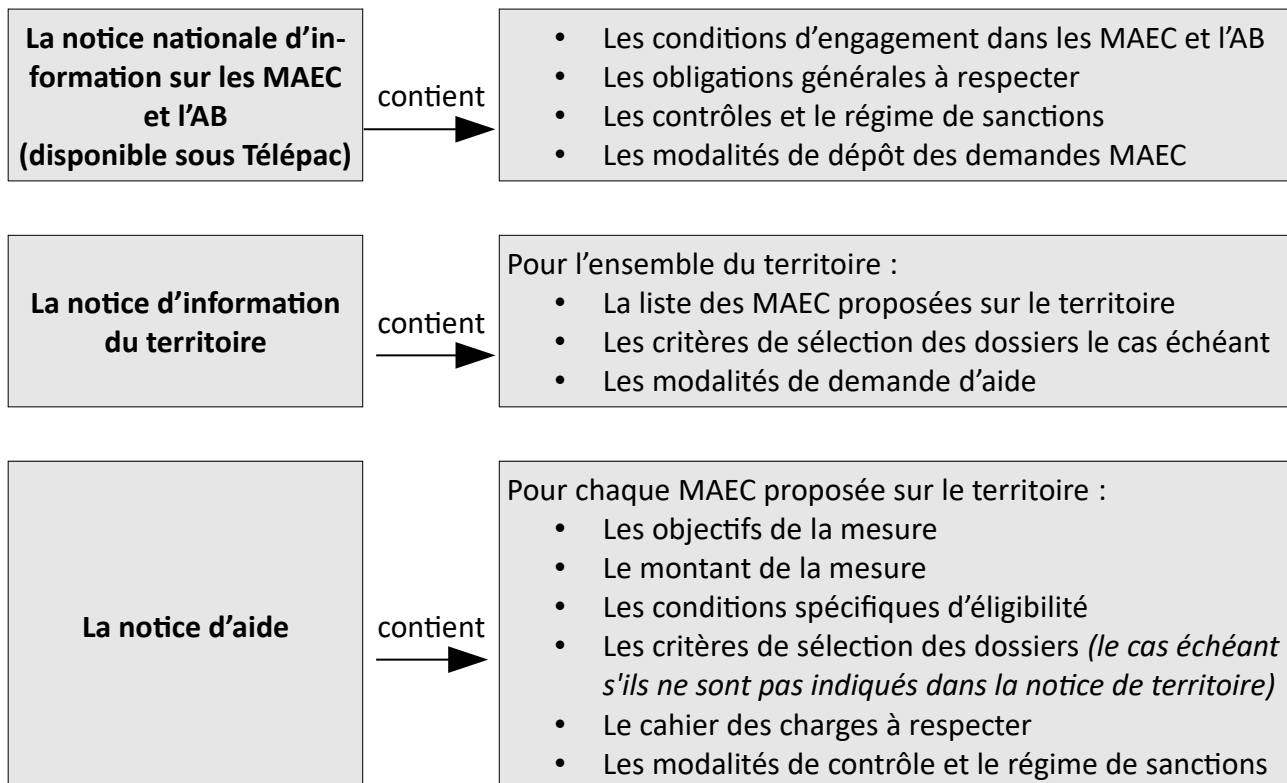 La notice nationale d’in-
formation sur les MAEC
et l’AB
(disponible sous Télépac)
contient
• Les conditions d’engagement dans les MAEC et l’AB
• Les obligations générales à respecter
• Les contrôles et le régime de sanctions
• Les modalités de dépôt des demandes MAEC
La notice d’information
du territoire
contient
Pour l’ensemble du territoire :
• La liste des MAEC proposées sur le territoire
• Les critères de sélection des dossiers le cas échéant
• Les modalités de demande d’aide
La notice d’aide
contient
Pour chaque MAEC proposée sur le territoire :
• Les objectifs de la mesure
• Le montant de la mesure
• Les conditions spécifiques d’éligibilité
• Les critères de sélection des dossiers (le cas échéant
s'ils ne sont pas indiqués dans la notice de territoire)
• Le cahier des charges à respecter
• Les modalités de contrôle et le régime de sanctions